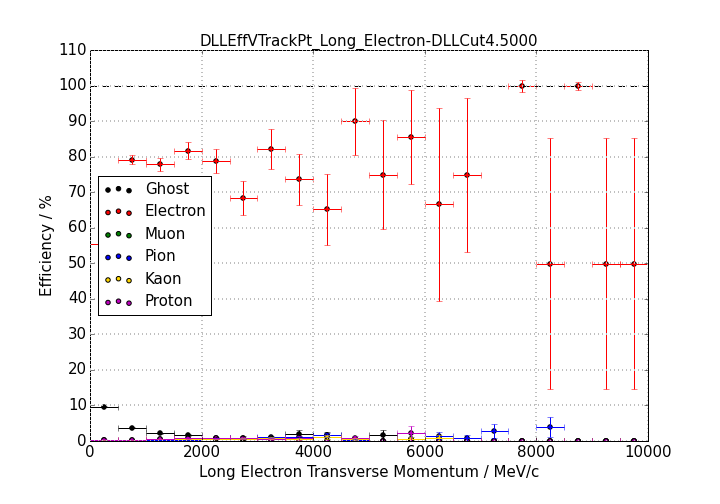 DLLEffVTrackPt_Long_Electron-DLLCut4.5000
110
100
90
80
70
60
50
40
30
20
10
0
Efficiency / %
Ghost
Electron
Muon
Pion
Kaon
Proton
0 2000 4000 6000 8000 10000
Long Electron Transverse Momentum / MeV/c